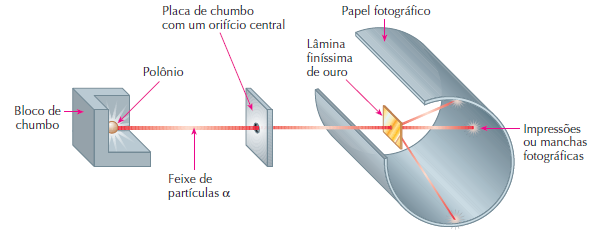 Placa de chumbo
com um orifício central
Papel fotográfico
Lâmina
finíssima
de ouro
Polônio
Bloco de
chumbo
Feixe de
partículas α
Impressões
ou manchas
fotográficas